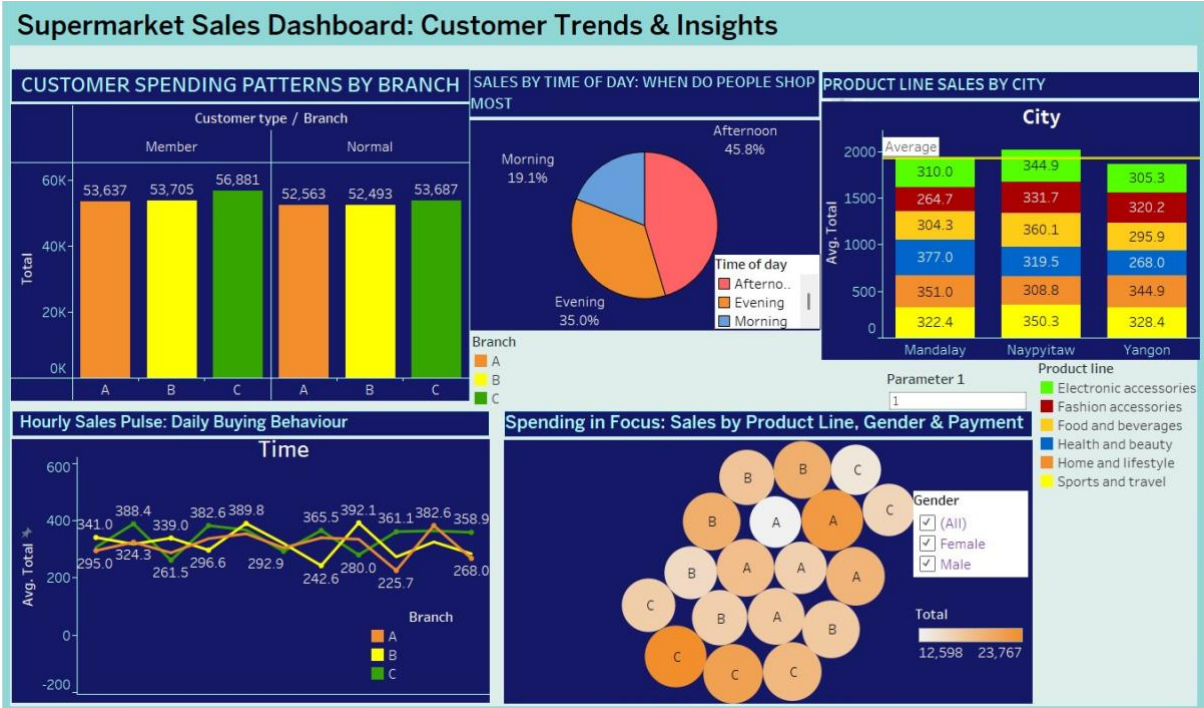 Supermarket Sales Dashboard: Customer Trends & Insights
CUSTOMER SPENDING PATTERNS BY BRANCH
Customer type / Branch
Member Normal
60K
40K
20K
0K
Total
53,637 53,705 56,881 52,563 52,493 53,687
A B C A B C
SALES BY TIME OF DAY: WHEN DO PEOPLE SHOP
MOST
Afternoon
45.8%
Morning
19.1%
Evening
35.0%
Time of day
Afterno..
Evening
Morning
Branch
A
B
C
PRODUCT LINE SALES BY CITY
City
Average
2000
1500
1000
500
0
Avg. Total
310.0 344.9 305.3
264.7 331.7 320.2
304.3 360.1 295.9
377.0 319.5 268.0
351.0 308.8 344.9
322.4 350.3 328.4
Mandalay Naypyitaw Yangon
Parameter 1
1
Product line
Electronic accessories
Fashion accessories
Food and beverages
Health and beauty
Home and lifestyle
Sports and travel
Hourly Sales Pulse: Daily Buying Behaviour
Time
600
400
200
0
-200
Avg. Total
341.0 388.4 339.0 382.6 389.8 365.5 392.1 361.1 382.6 358.9
295.0 324.3 261.5 296.6 292.9 242.6 280.0 225.7 268.0
Branch
A
B
C
Spending in Focus: Sales by Product Line, Gender & Payment
B B C
B A A C
B A A A
C B A B
C C C
Gender
(All)
Female
Male
Total
12,598 23,767